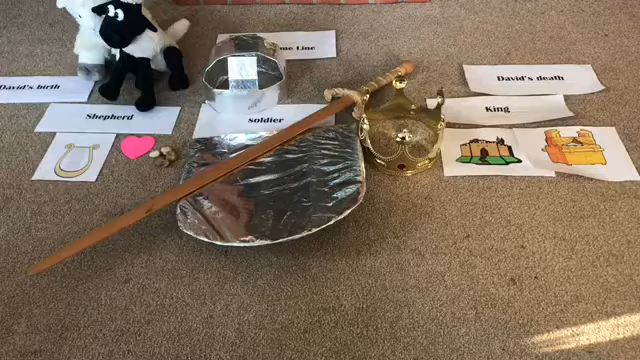 me Line
David's birth
David's death
Shepherd
soldier
King